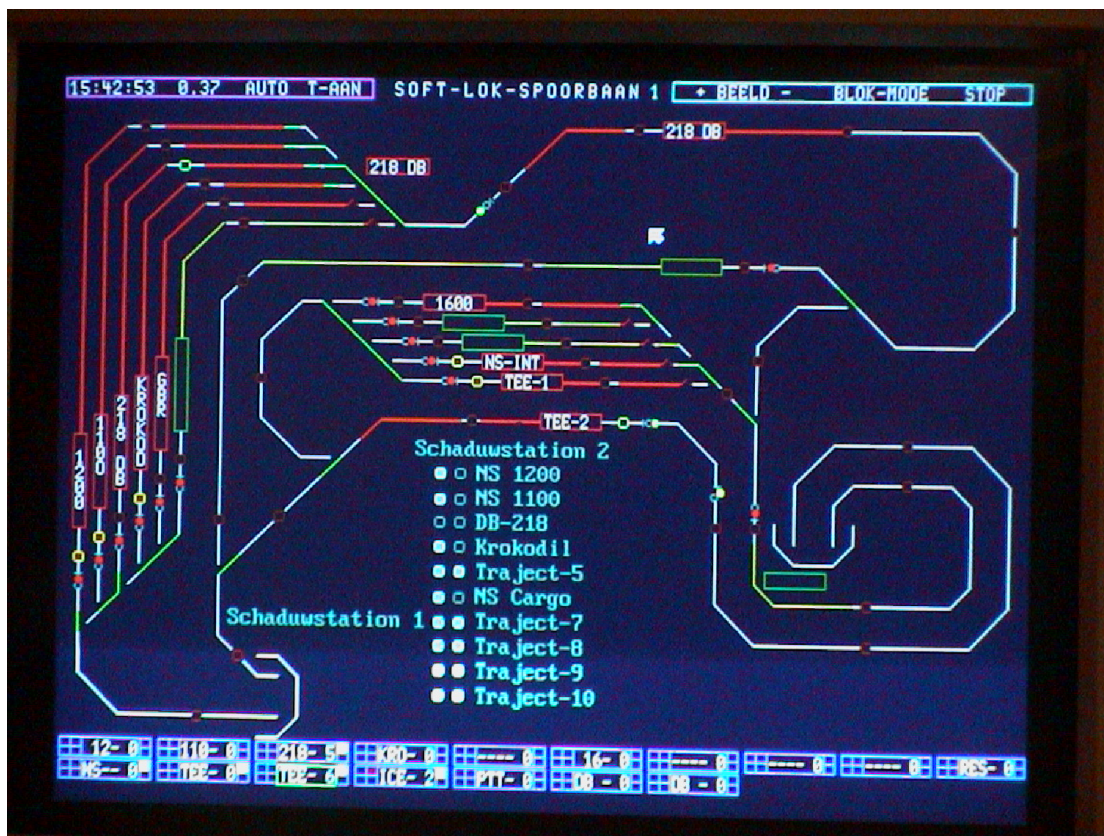 15:42:53 0.37 AUTO T-AAN
SOFT-LOK-SPOORBAAN 1
+ BEELD - BLOK-MODE STOP
218 DB
218 DB
1600
NS-INT
TEE-1
TEE-2
1200
218 DB
KROKOD
Schaduwstation 2
NS 1200
NS 1100
DB-218
Krokodil
Traject-5
NS Cargo
Schaduwstation 1
Traject-7
Traject-8
Traject-9
Traject-10
12- 0 110- 0 218- 5 KRO- 0 ---- 0 16- 0 ---- 0 ---- 0 ---- 0 RES- 0
NS-- 0 TEE- 0 TEE- 6 ICE- 2 PTT- 0 DB - 0 DB - 0